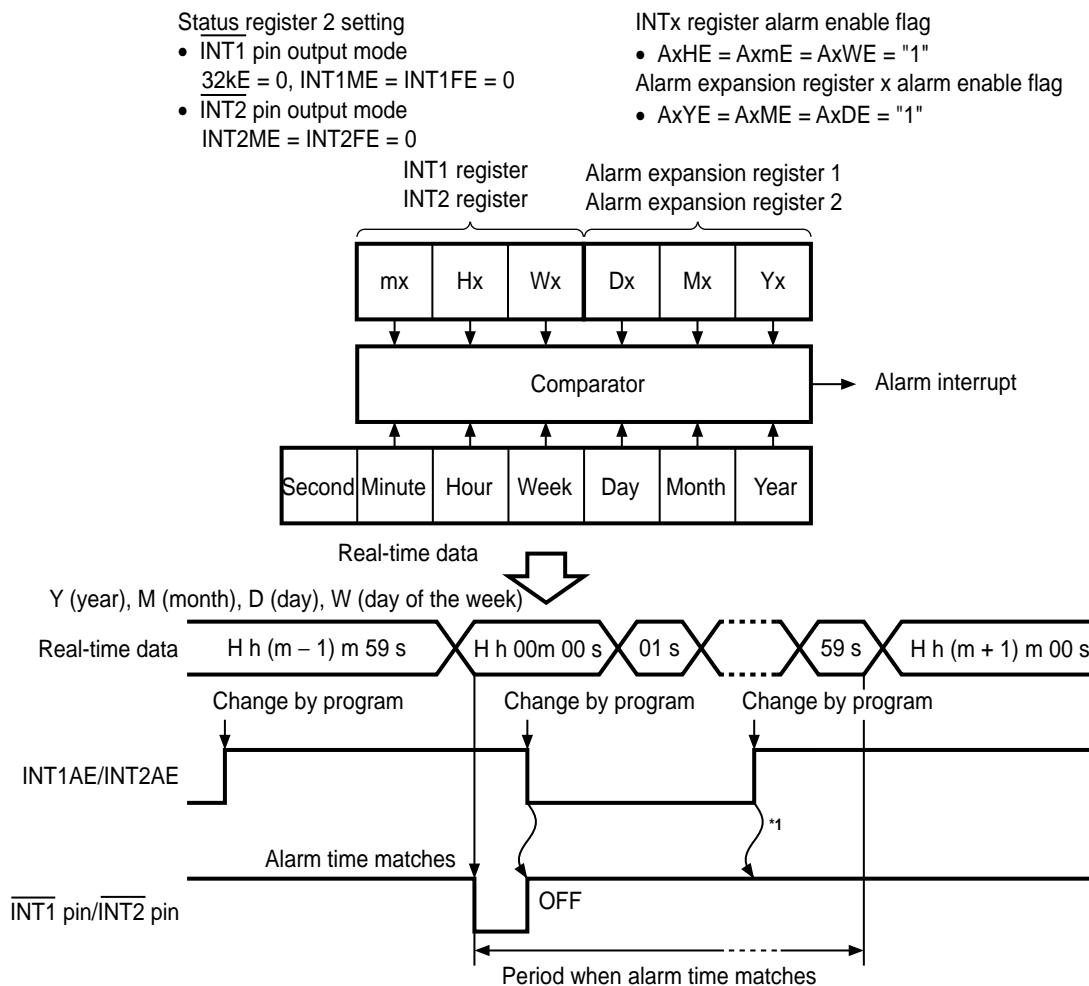 Status register 2 setting
• INT1 pin output mode
32kE = 0, INT1ME = INT1FE = 0
• INT2 pin output mode
INT2ME = INT2FE = 0
INTx register alarm enable flag
• AxHE = AxmE = AxWE = "1"
Alarm expansion register x alarm enable flag
• AxYE = AxME = AxDE = "1"
INT1 register
INT2 register
Alarm expansion register 1
Alarm expansion register 2
mx Hx Wx Dx Mx Yx
Comparator
Alarm interrupt
Second Minute Hour Week Day Month Year
Real-time data
Y (year), M (month), D (day), W (day of the week)
Real-time data
H h (m − 1) m 59 s
H h 00m 00 s
01 s
59 s
H h (m + 1) m 00 s
Change by program
Change by program
Change by program
INT1AE/INT2AE
*1
Alarm time matches
INT1 pin/INT2 pin
OFF
Period when alarm time matches